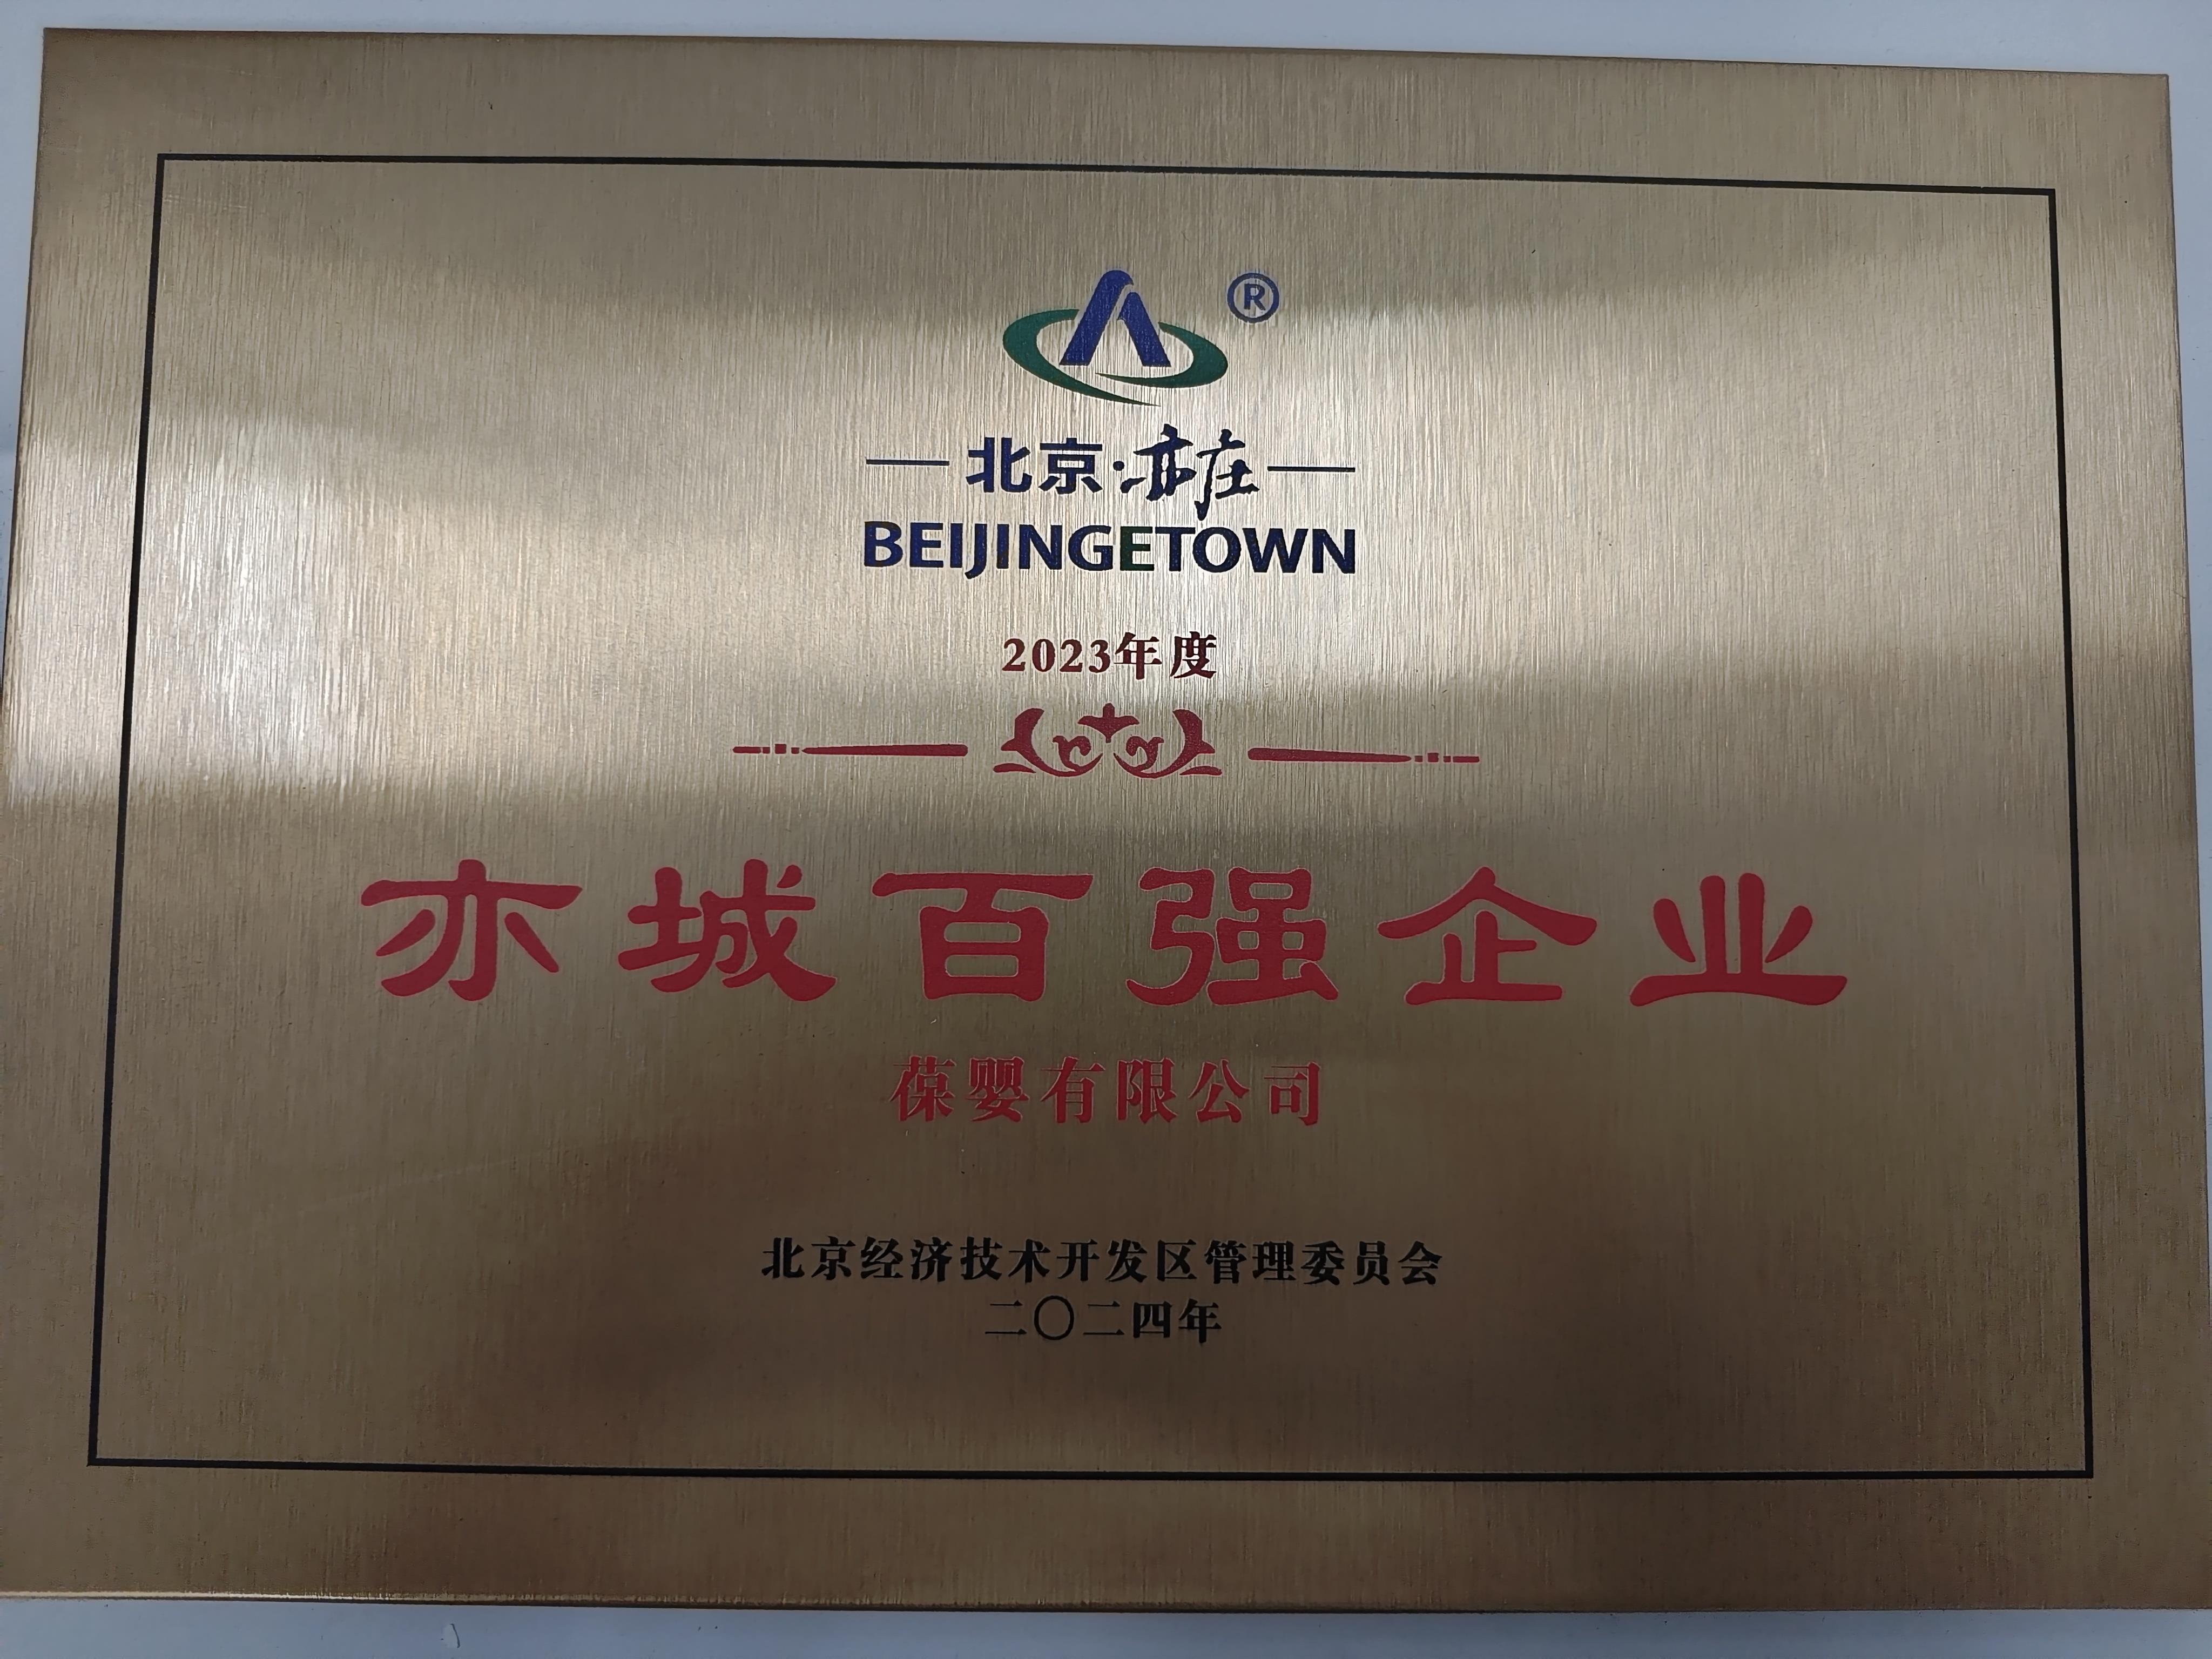 ®
北京·亦庄
BEIJINGETOWN
2023年度
亦城百强企业
葆婴有限公司
北京经济技术开发区管理委员会
二〇二四年